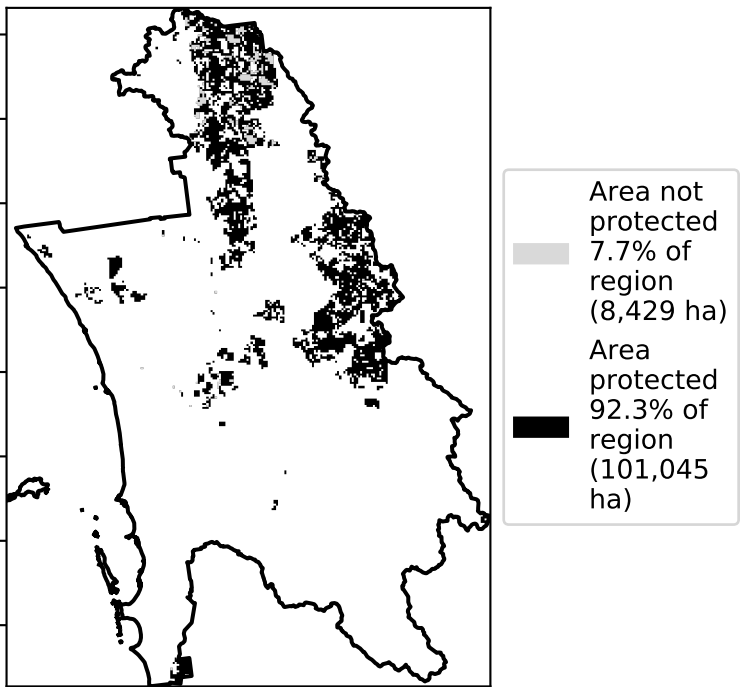 Area not
protected
7.7% of
region
(8,429 ha)
Area
protected
92.3% of
region
(101,045
ha)